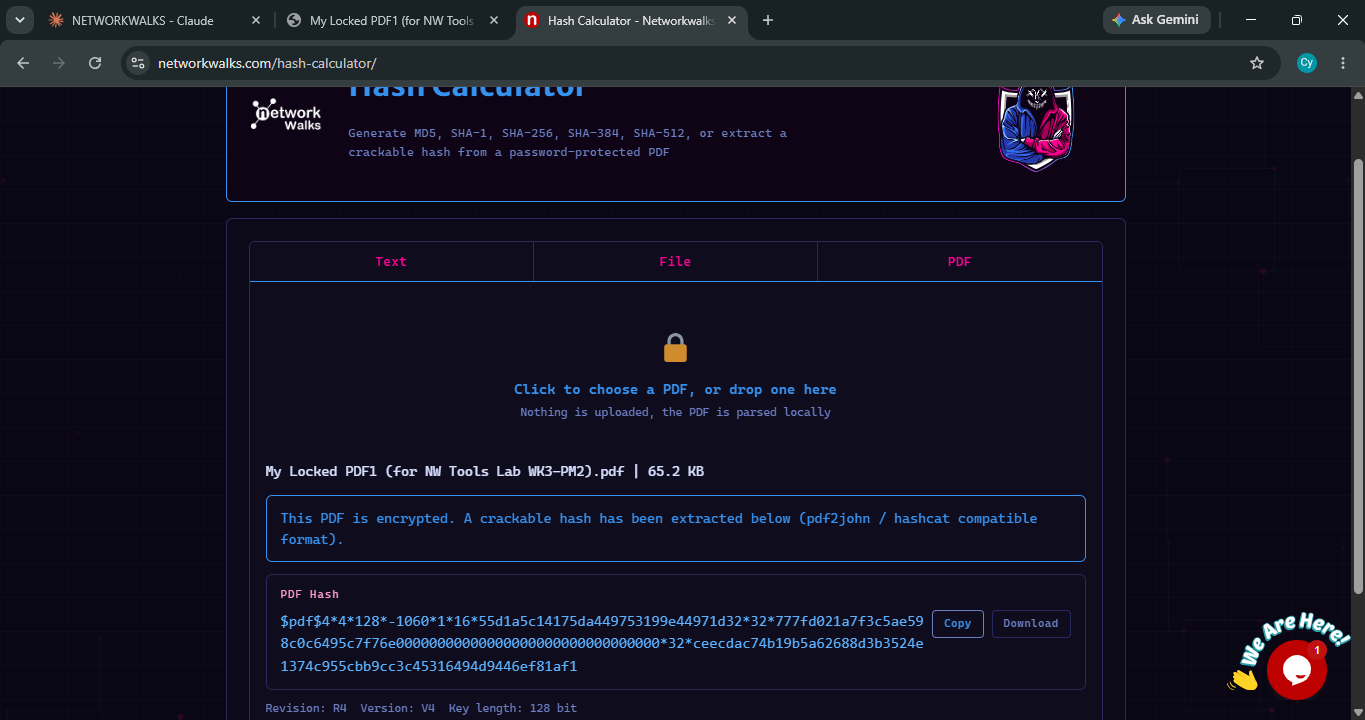 NETWORKWALKS - Claude
My Locked PDF1 (for NW Tools
Hash Calculator - Networkwalks
Ask Gemini
networkwalks.com/hash-calculator/
Cy
network
Walks
Hash Calculator
Generate MD5, SHA-1, SHA-256, SHA-384, SHA-512, or extract a
crackable hash from a password-protected PDF
Text
File
PDF
Click to choose a PDF, or drop one here
Nothing is uploaded, the PDF is parsed locally
My Locked PDF1 (for NW Tools Lab WK3-PM2).pdf | 65.2 KB
This PDF is encrypted. A crackable hash has been extracted below (pdf2john / hashcat compatible
format).
PDF Hash
$pdf$4*4*128*-1060*1*16*55d1a5c14175da449753199e44971d32*32*777fd021a7f3c5ae59
8c0c6495c7f76e00000000000000000000000000000000*32*ceecdac74b19b5a62688d3b3524e
1374c955cbb9cc3c45316494d9446ef81af1
Copy
Download
Revision: R4 Version: V4 Key length: 128 bit
We Are Here!
1